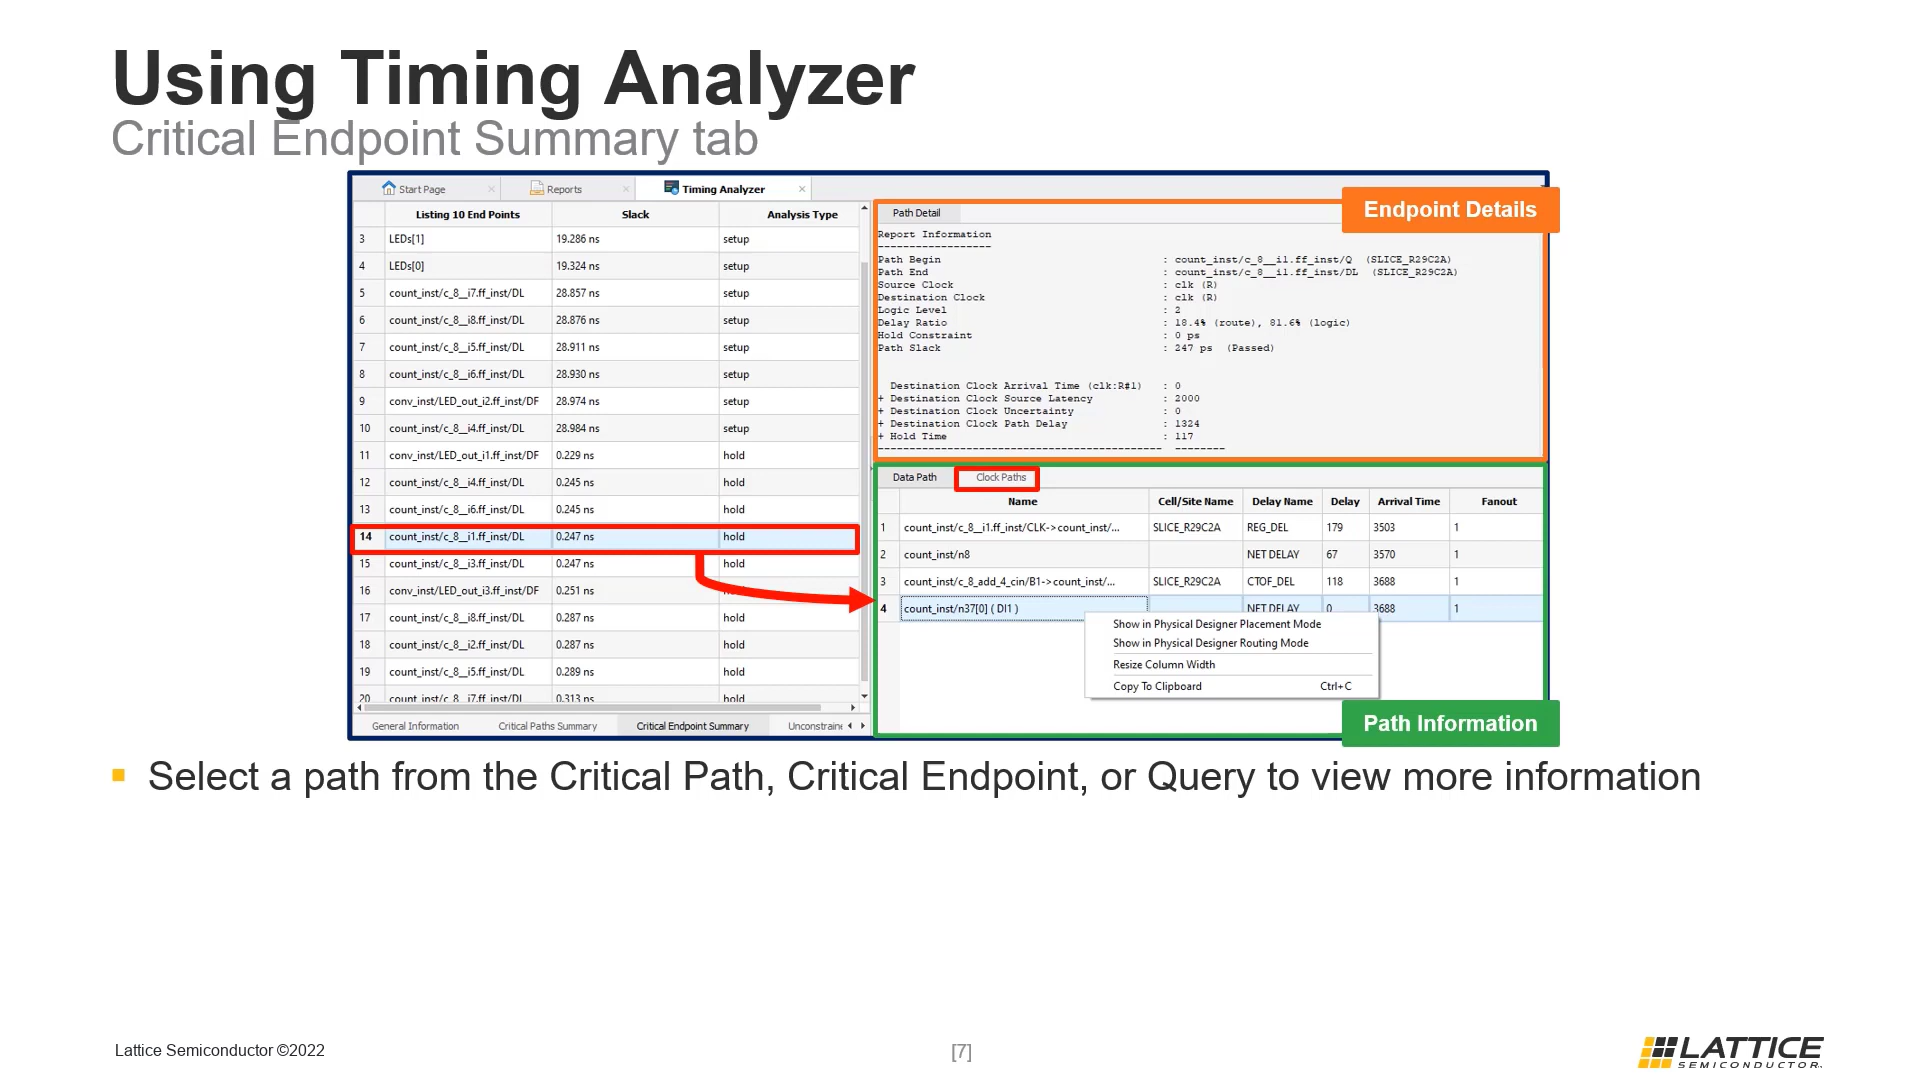 Using Timing Analyzer
Critical Endpoint Summary tab
Start Page
Reports
Timing Analyzer
Listing 10 End Points Slack Analysis Type
3 LEDs[1] 19.286 ns setup
4 LEDs[0] 19.324 ns setup
5 count_inst/c_8__i7.ff_inst/DL 28.857 ns setup
6 count_inst/c_8__i8.ff_inst/DL 28.876 ns setup
7 count_inst/c_8__i5.ff_inst/DL 28.911 ns setup
8 count_inst/c_8__i6.ff_inst/DL 28.930 ns setup
9 conv_inst/LED_out_i2.ff_inst/DF 28.974 ns setup
10 count_inst/c_8__i4.ff_inst/DL 28.984 ns setup
11 conv_inst/LED_out_i1.ff_inst/DF 0.229 ns hold
12 count_inst/c_8__i4.ff_inst/DL 0.245 ns hold
13 count_inst/c_8__i6.ff_inst/DL 0.245 ns hold
14 count_inst/c_8__i1.ff_inst/DL 0.247 ns hold
15 count_inst/c_8__i3.ff_inst/DL 0.247 ns hold
16 conv_inst/LED_out_i3.ff_inst/DF 0.251 ns
17 count_inst/c_8__i8.ff_inst/DL 0.287 ns hold
18 count_inst/c_8__i2.ff_inst/DL 0.287 ns hold
19 count_inst/c_8__i5.ff_inst/DL 0.289 ns hold
20 count_inst/c_8__i7.ff_inst/DL 0.313 ns hold
General Information Critical Paths Summary Critical Endpoint Summary Unconstraine
Endpoint Details
Path Detail
Report Information
------------------
Path Begin : count_inst/c_8__i1.ff_inst/Q (SLICE_R29C2A)
Path End : count_inst/c_8__i1.ff_inst/DL (SLICE_R29C2A)
Source Clock : clk (R)
Destination Clock : clk (R)
Logic Level : 2
Delay Ratio : 18.4% (route), 81.6% (logic)
Hold Constraint : 0 ps
Path Slack : 247 ps (Passed)
Destination Clock Arrival Time (clk:R#1) : 0
+ Destination Clock Source Latency : 2000
+ Destination Clock Uncertainty : 0
+ Destination Clock Path Delay : 1324
+ Hold Time : 117
--------------------------------------------- --------
Data Path Clock Paths
Name Cell/Site Name Delay Name Delay Arrival Time Fanout
1 count_inst/c_8__i1.ff_inst/CLK->count_inst/... SLICE_R29C2A REG_DEL 179 3503 1
2 count_inst/n8 NET DELAY 67 3570 1
3 count_inst/c_8_add_4_cin/B1->count_inst/... SLICE_R29C2A CTOF_DEL 118 3688 1
4 count_inst/n37[0] ( DI1 ) NET DELAY 0 3688 1
Show in Physical Designer Placement Mode
Show in Physical Designer Routing Mode
Resize Column Width
Copy To Clipboard Ctrl+C
Path Information
▪ Select a path from the Critical Path, Critical Endpoint, or Query to view more information
Lattice Semiconductor ©2022
[7]
LATTICE
SEMICONDUCTOR